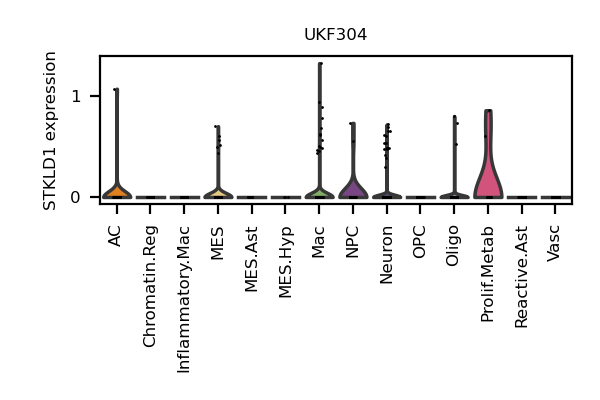 UKF304
STKLD1 expression
1
0
AC
Chromatin.Reg
Inflammatory.Mac
MES
MES.Ast
MES.Hyp
Mac
NPC
Neuron
OPC
Oligo
Prolif.Metab
Reactive.Ast
Vasc